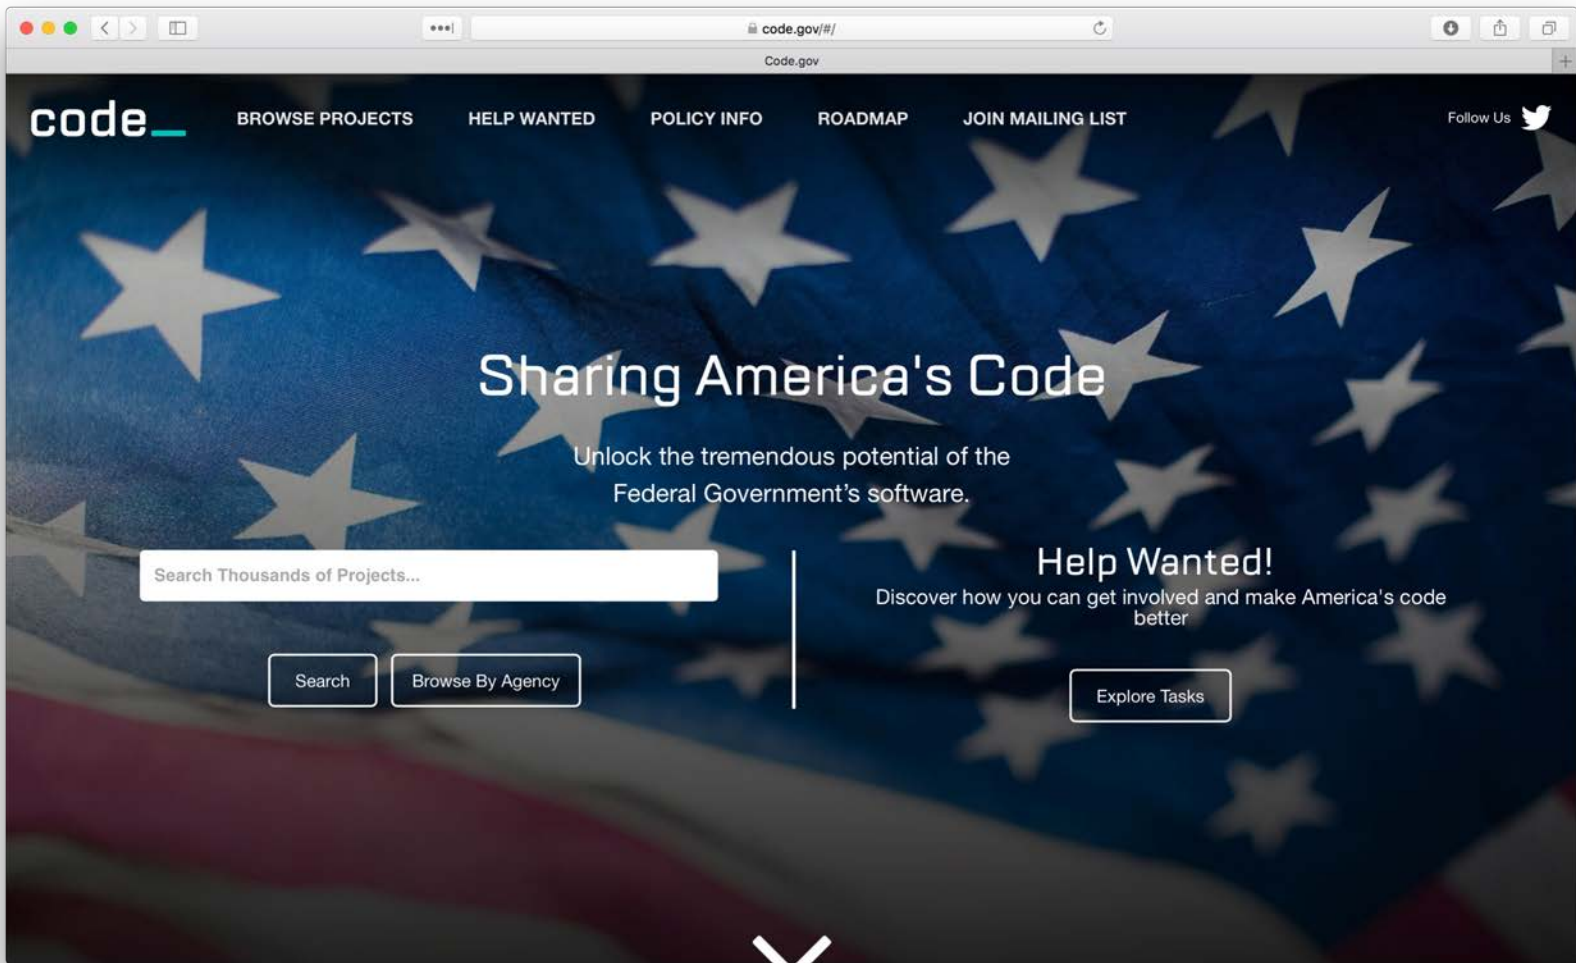 code.gov/#/
Code.gov
code_
BROWSE PROJECTS
HELP WANTED
POLICY INFO
ROADMAP
JOIN MAILING LIST
Follow Us
Sharing America's Code
Unlock the tremendous potential of the
Federal Government’s software.
Search Thousands of Projects...
Search
Browse By Agency
Help Wanted!
Discover how you can get involved and make America's code
better
Explore Tasks